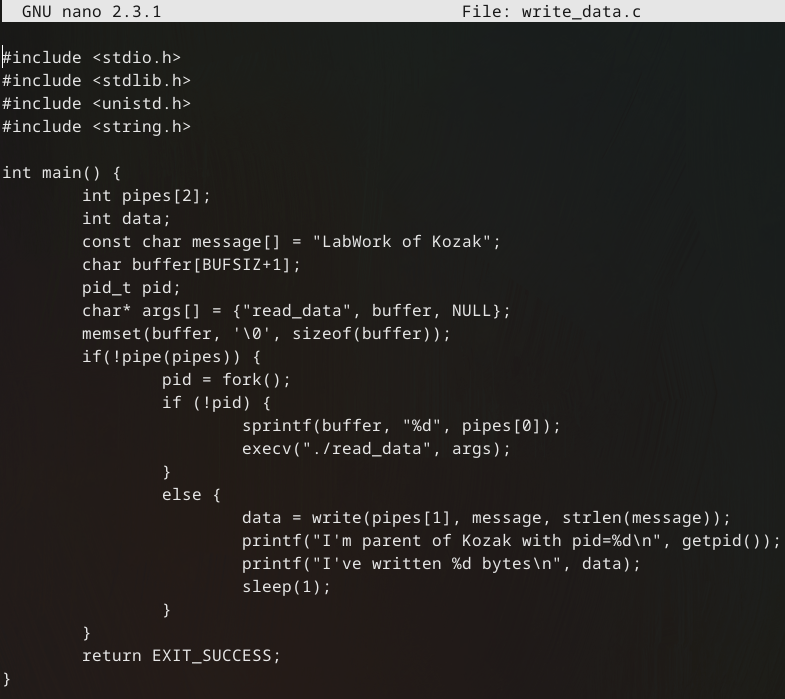 GNU nano 2.3.1 File: write_data.c
#include <stdio.h>
#include <stdlib.h>
#include <unistd.h>
#include <string.h>
int main() {
int pipes[2];
int data;
const char message[] = "LabWork of Kozak";
char buffer[BUFSIZ+1];
pid_t pid;
char* args[] = {"read_data", buffer, NULL};
memset(buffer, '\0', sizeof(buffer));
if(!pipe(pipes)) {
pid = fork();
if (!pid) {
sprintf(buffer, "%d", pipes[0]);
execv("./read_data", args);
}
else {
data = write(pipes[1], message, strlen(message));
printf("I'm parent of Kozak with pid=%d\n", getpid());
printf("I've written %d bytes\n", data);
sleep(1);
}
}
return EXIT_SUCCESS;
}